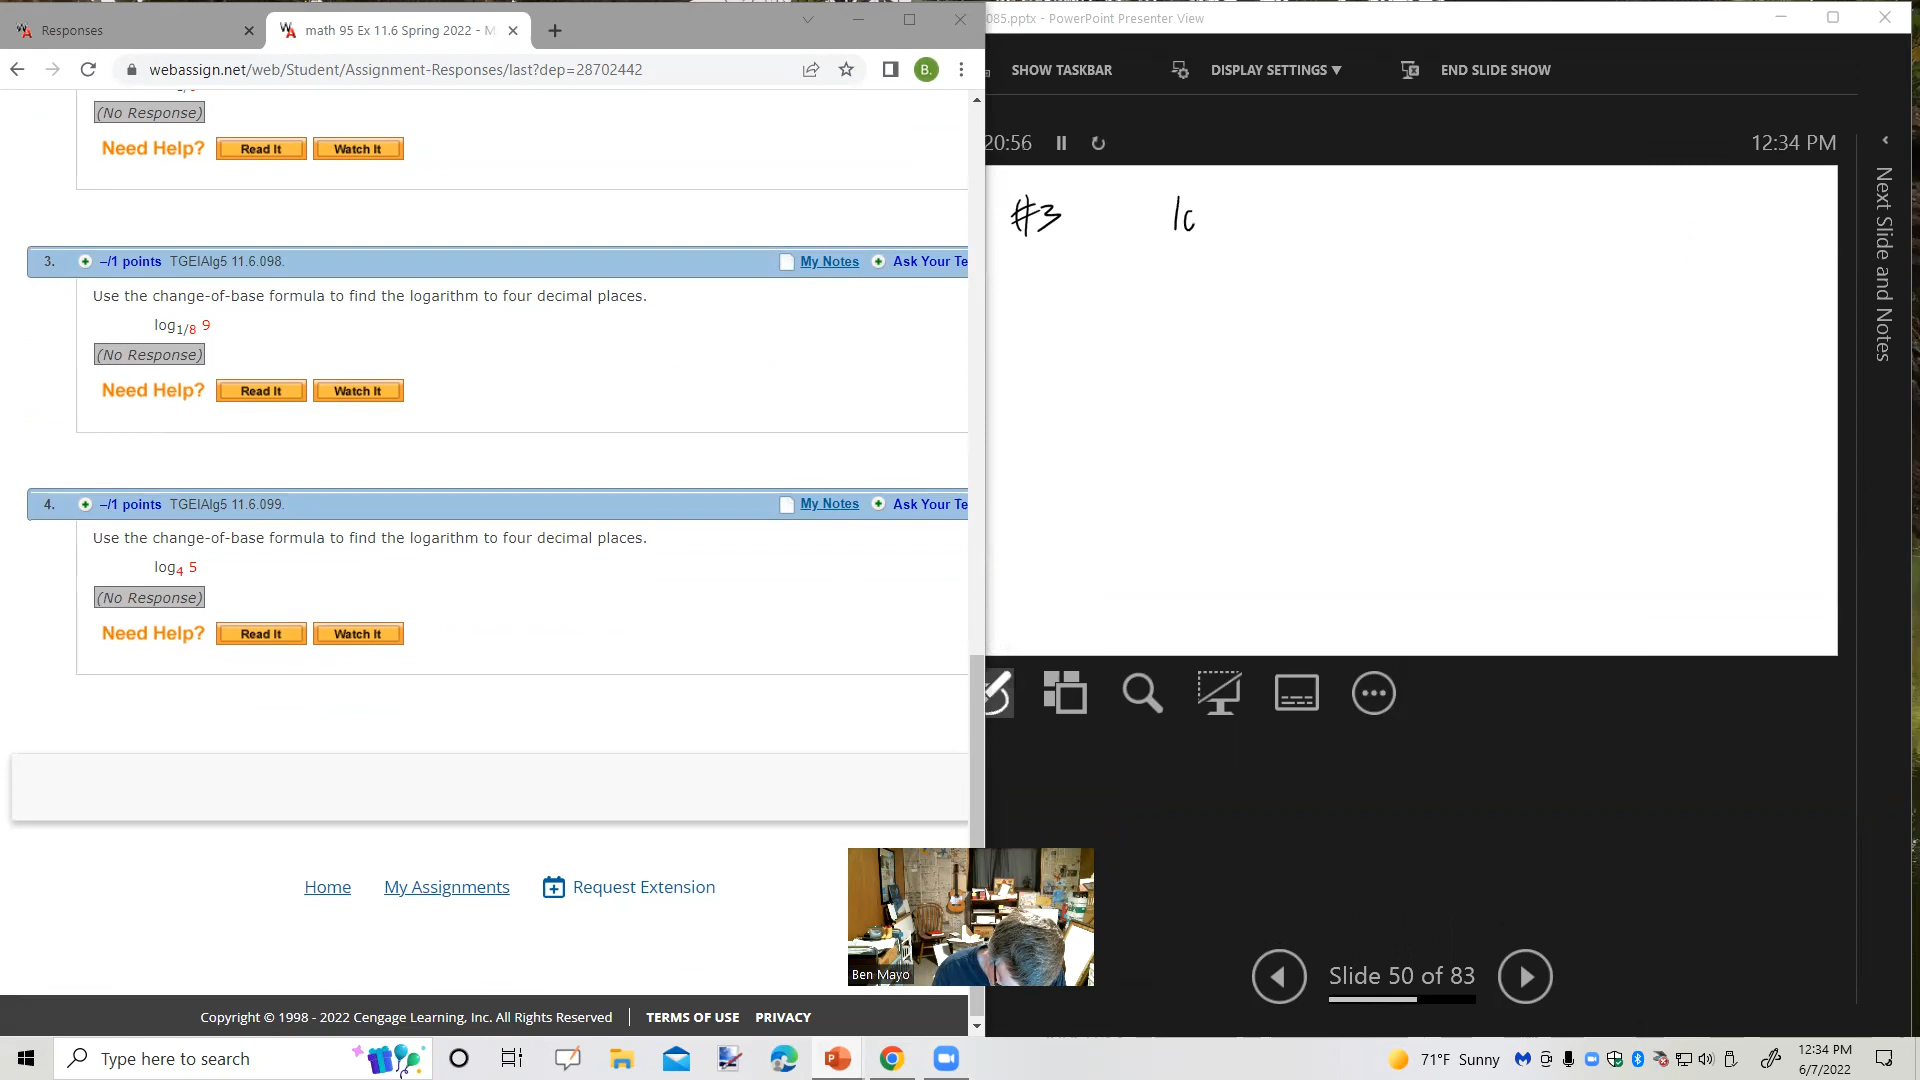 Responses
math 95 Ex 11.6 Spring 2022 - M
085.pptx - PowerPoint Presenter View
webassign.net/web/Student/Assignment-Responses/last?dep=28702442
B.
SHOW TASKBAR
DISPLAY SETTINGS ▼
END SLIDE SHOW
(No Response)
Need Help? Read It Watch It
20:56
12:34 PM
Next Slide and Notes
#3 lo
3. –/1 points TGEIAlg5 11.6.098. My Notes Ask Your Te
Use the change-of-base formula to find the logarithm to four decimal places.
log1/8 9
(No Response)
Need Help? Read It Watch It
4. –/1 points TGEIAlg5 11.6.099. My Notes Ask Your Te
Use the change-of-base formula to find the logarithm to four decimal places.
log4 5
(No Response)
Need Help? Read It Watch It
Home My Assignments Request Extension
Ben Mayo
Slide 50 of 83
Copyright © 1998 - 2022 Cengage Learning, Inc. All Rights Reserved TERMS OF USE PRIVACY
Type here to search
71°F Sunny
12:34 PM
6/7/2022